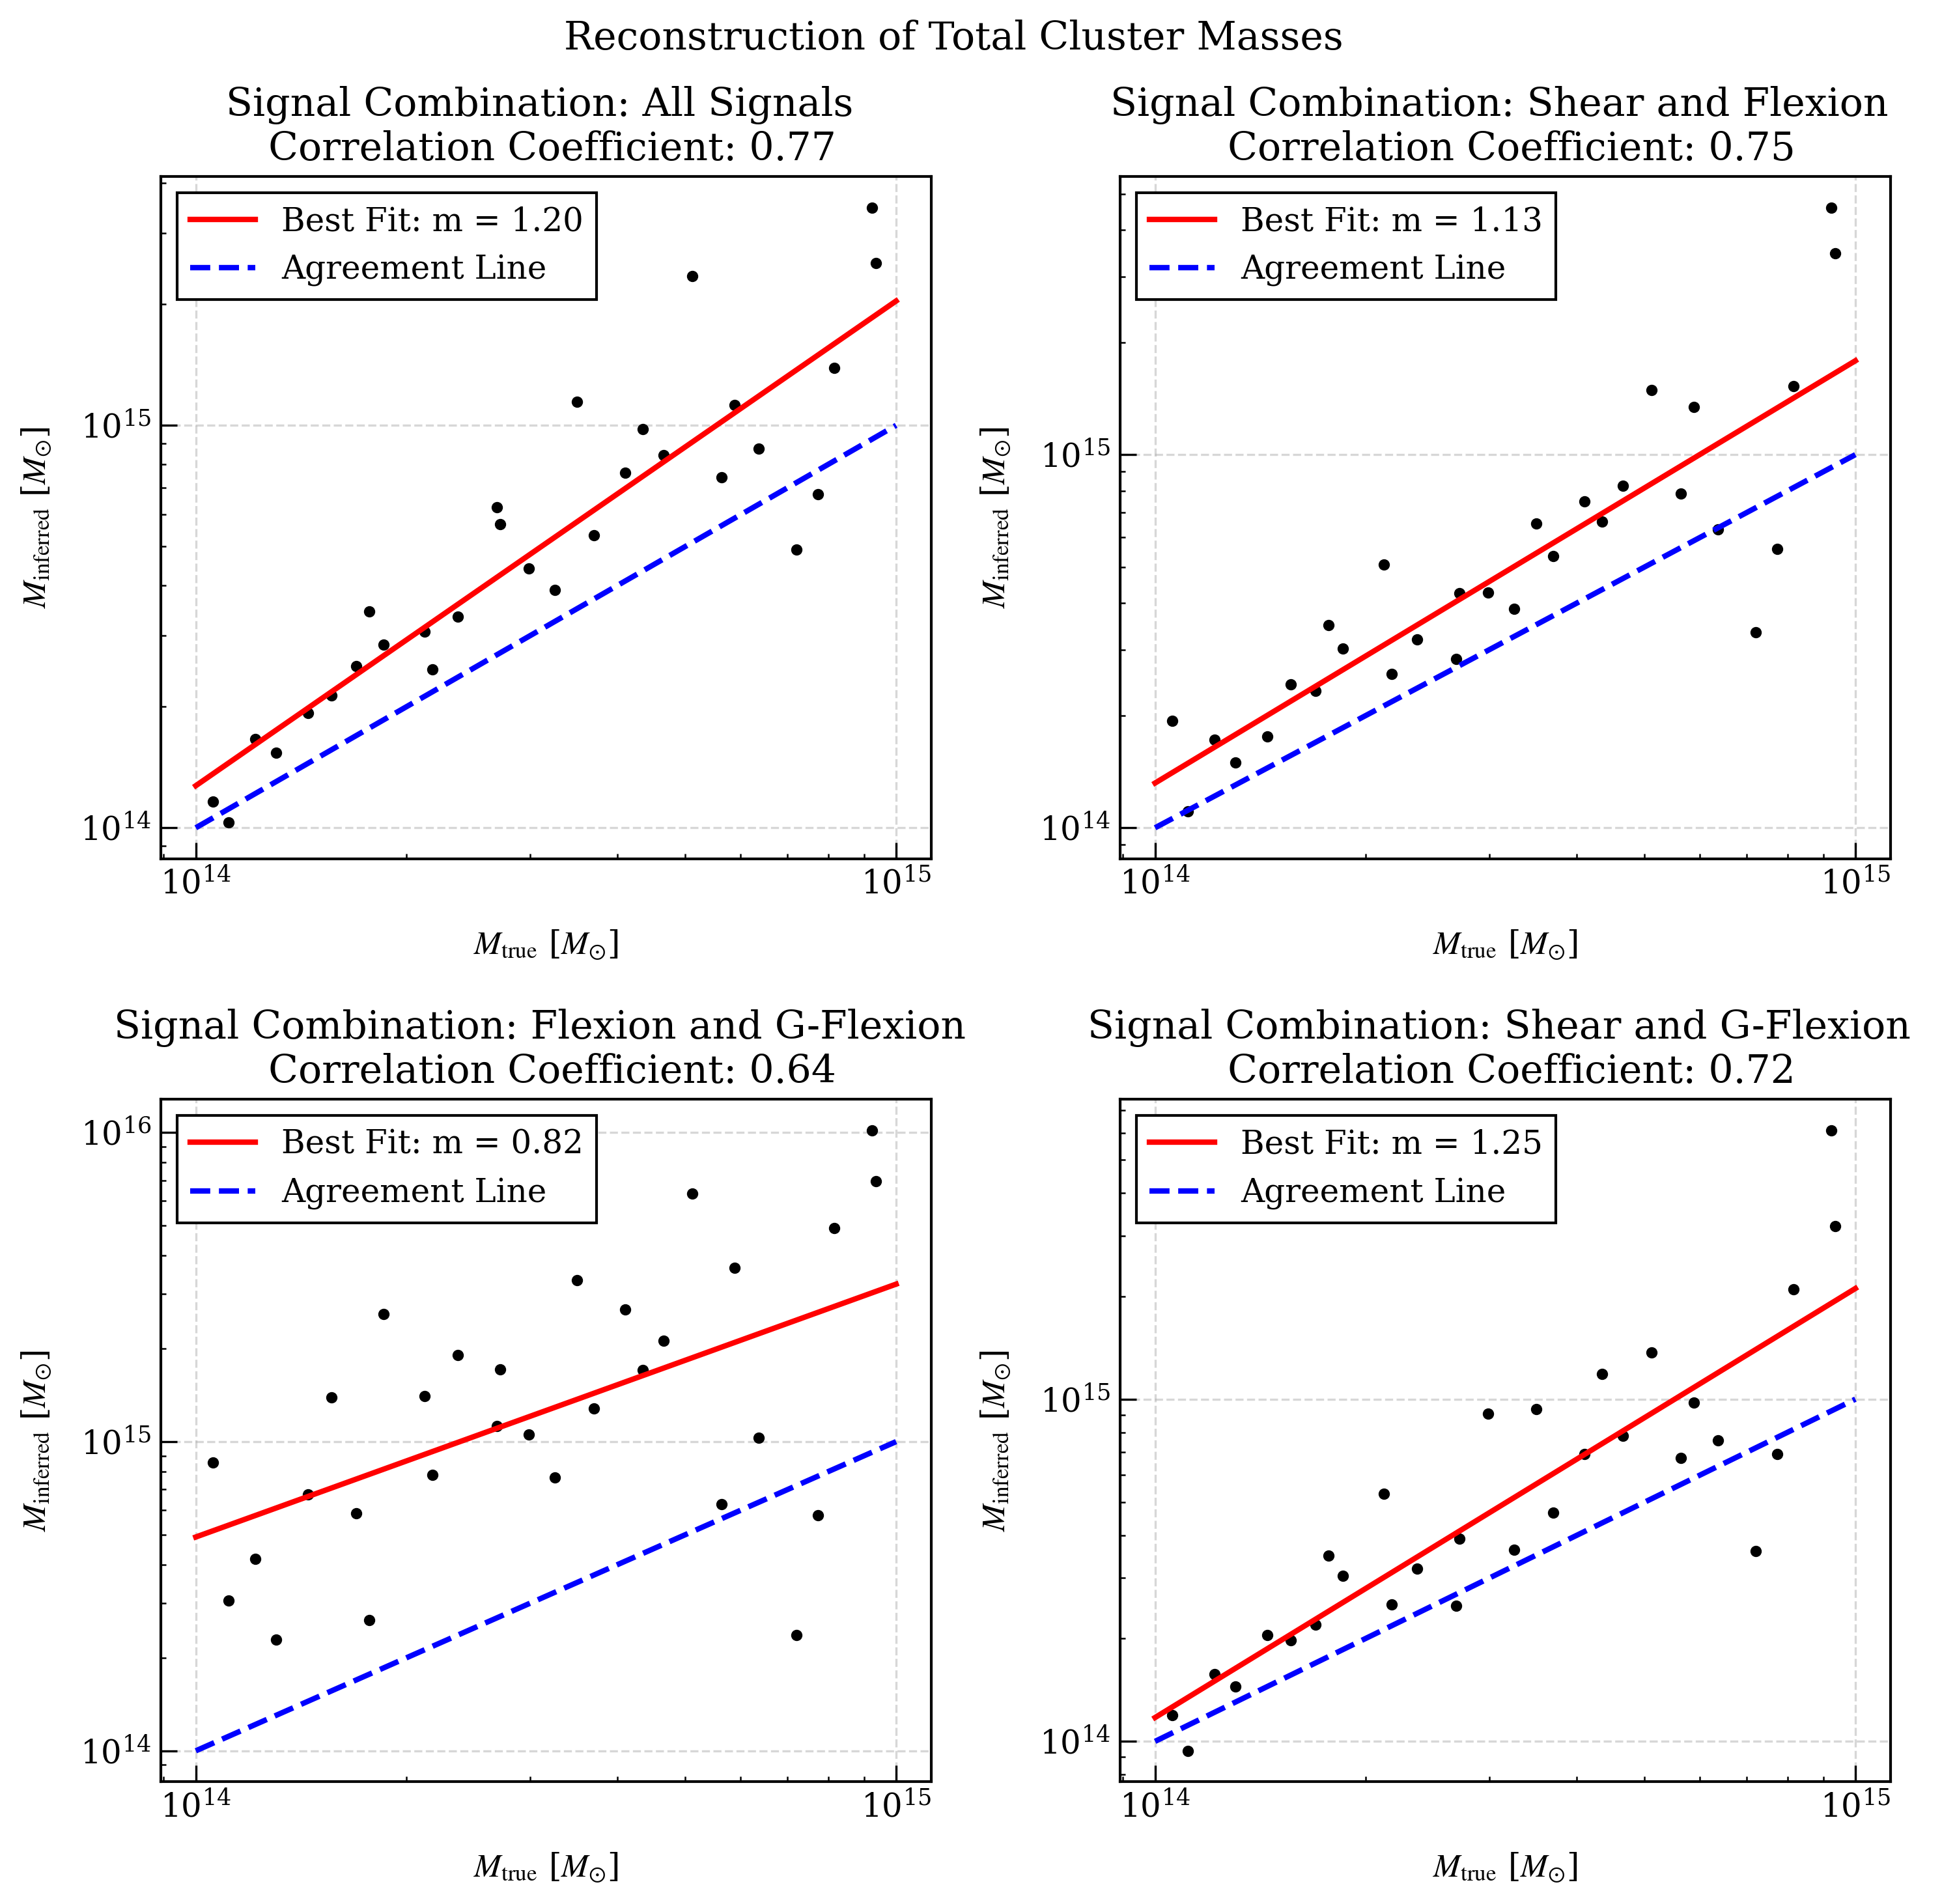 Reconstruction of Total Cluster Masses
Signal Combination: All Signals
Correlation Coefficient: 0.77
Best Fit: m = 1.20
Agreement Line
10^15
10^14
M_inferred [M_⊙]
10^14
10^15
M_true [M_⊙]
Signal Combination: Shear and Flexion
Correlation Coefficient: 0.75
Best Fit: m = 1.13
Agreement Line
10^15
10^14
M_inferred [M_⊙]
10^14
10^15
M_true [M_⊙]
Signal Combination: Flexion and G-Flexion
Correlation Coefficient: 0.64
Best Fit: m = 0.82
Agreement Line
10^16
10^15
10^14
M_inferred [M_⊙]
10^14
10^15
M_true [M_⊙]
Signal Combination: Shear and G-Flexion
Correlation Coefficient: 0.72
Best Fit: m = 1.25
Agreement Line
10^15
10^14
M_inferred [M_⊙]
10^14
10^15
M_true [M_⊙]